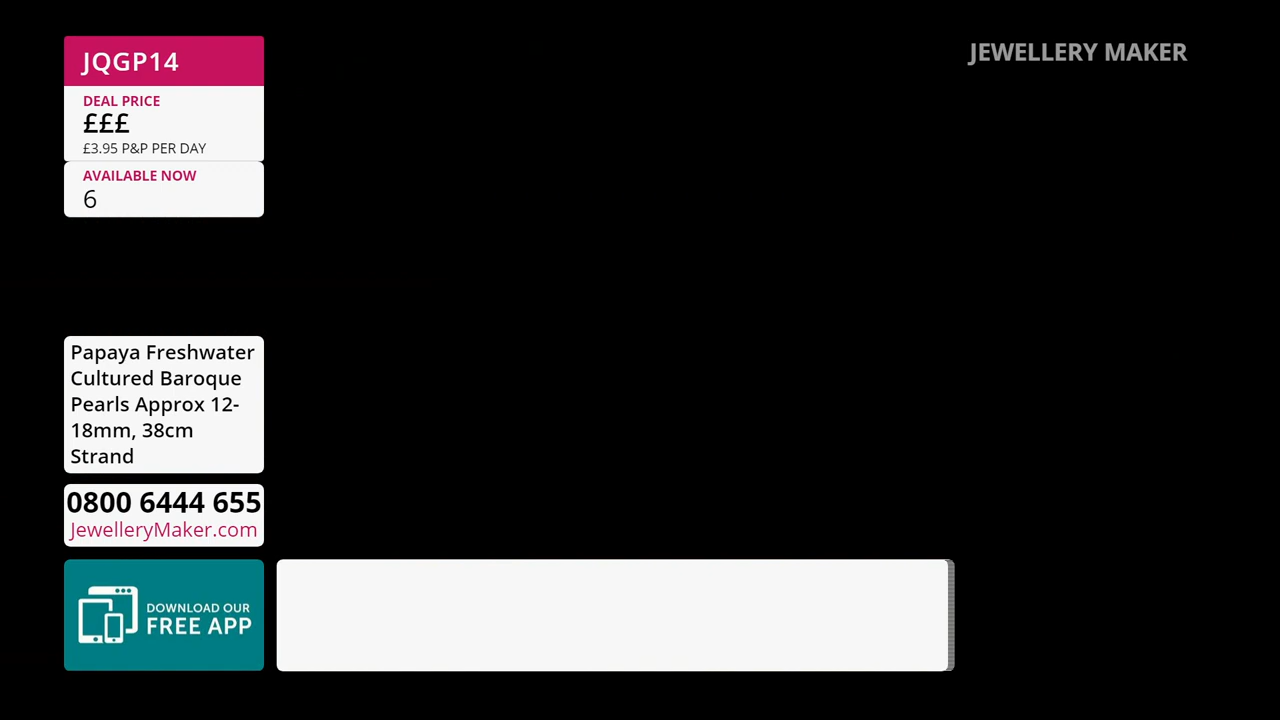 JQGP14
DEAL PRICE
£££
£3.95 P&P PER DAY
AVAILABLE NOW
6
JEWELLERY MAKER
Papaya Freshwater
Cultured Baroque
Pearls Approx 12-
18mm, 38cm
Strand
0800 6444 655
JewelleryMaker.com
DOWNLOAD OUR
FREE APP